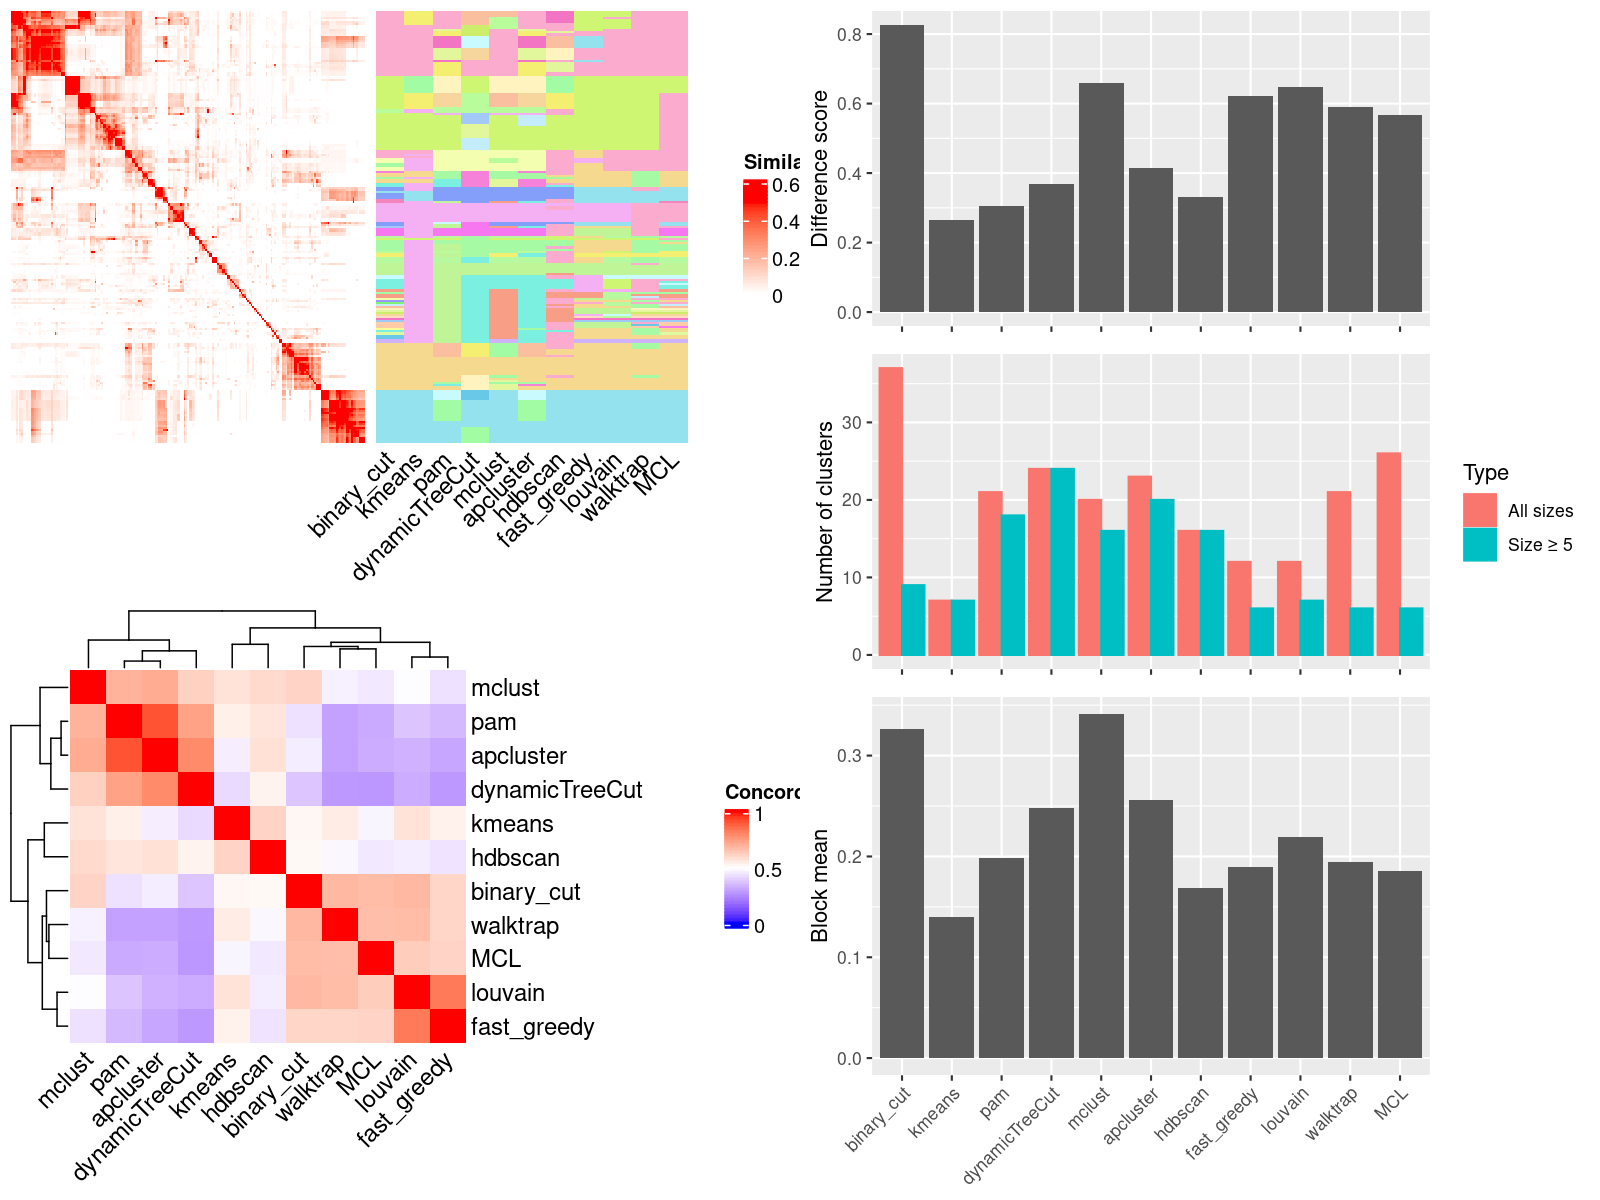 Simila
0.6
0.4
0.2
0
binary_cut
kmeans
pam
dynamicTreeCut
mclust
apcluster
hdbscan
fast_greedy
louvain
walktrap
MCL
mclust
pam
apcluster
dynamicTreeCut
kmeans
hdbscan
binary_cut
walktrap
MCL
louvain
fast_greedy
mclust
pam
apcluster
dynamicTreeCut
kmeans
hdbscan
binary_cut
walktrap
MCL
louvain
fast_greedy
Concord
1
0.5
0
Difference score
0.8
0.6
0.4
0.2
0.0
Number of clusters
30
20
10
0
Type
All sizes
Size ≥ 5
Block mean
0.3
0.2
0.1
0.0
binary_cut
kmeans
pam
dynamicTreeCut
mclust
apcluster
hdbscan
fast_greedy
louvain
walktrap
MCL